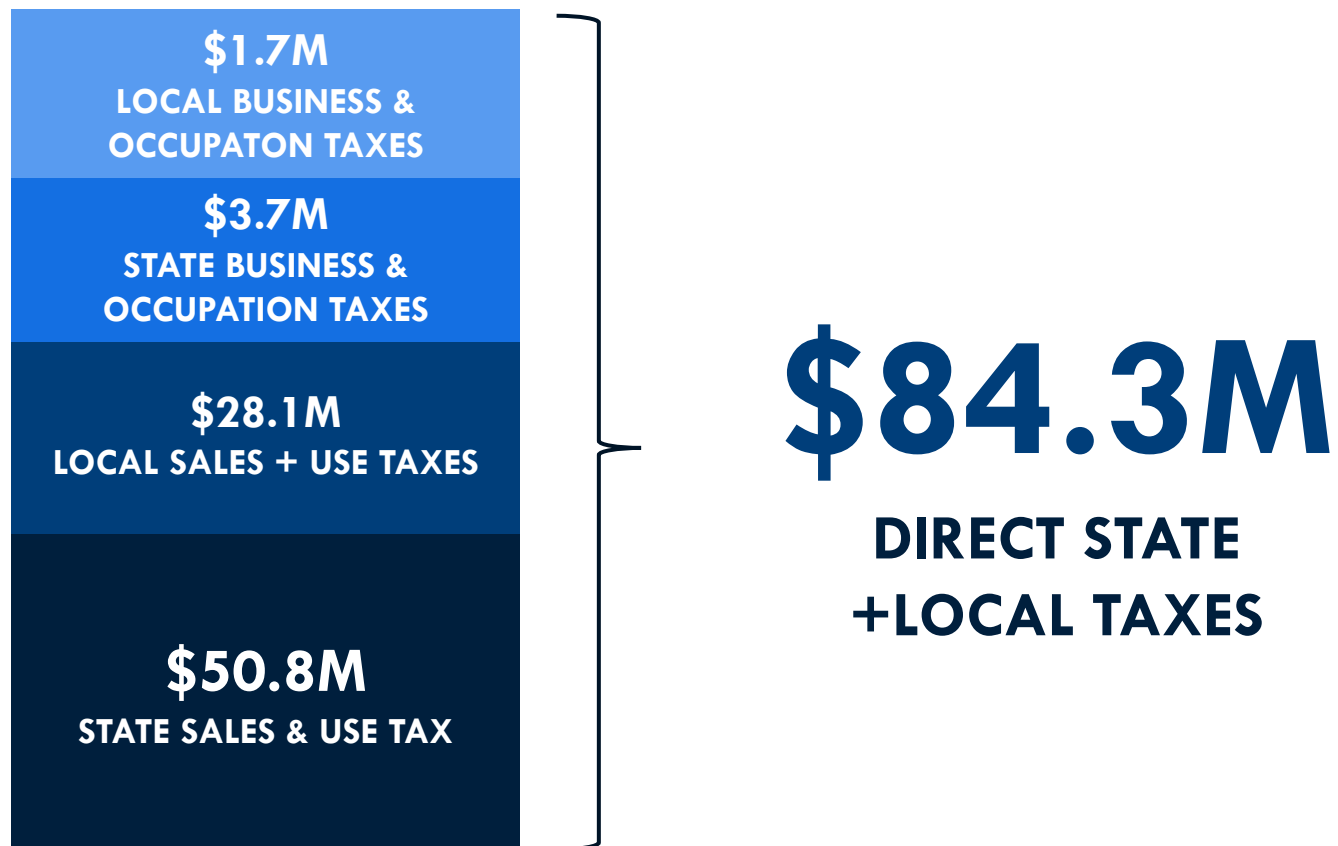 $1.7M
LOCAL BUSINESS &
OCCUPATON TAXES
$3.7M
STATE BUSINESS &
OCCUPATION TAXES
$28.1M
LOCAL SALES + USE TAXES
$50.8M
STATE SALES & USE TAX
$84.3M
DIRECT STATE
+LOCAL TAXES